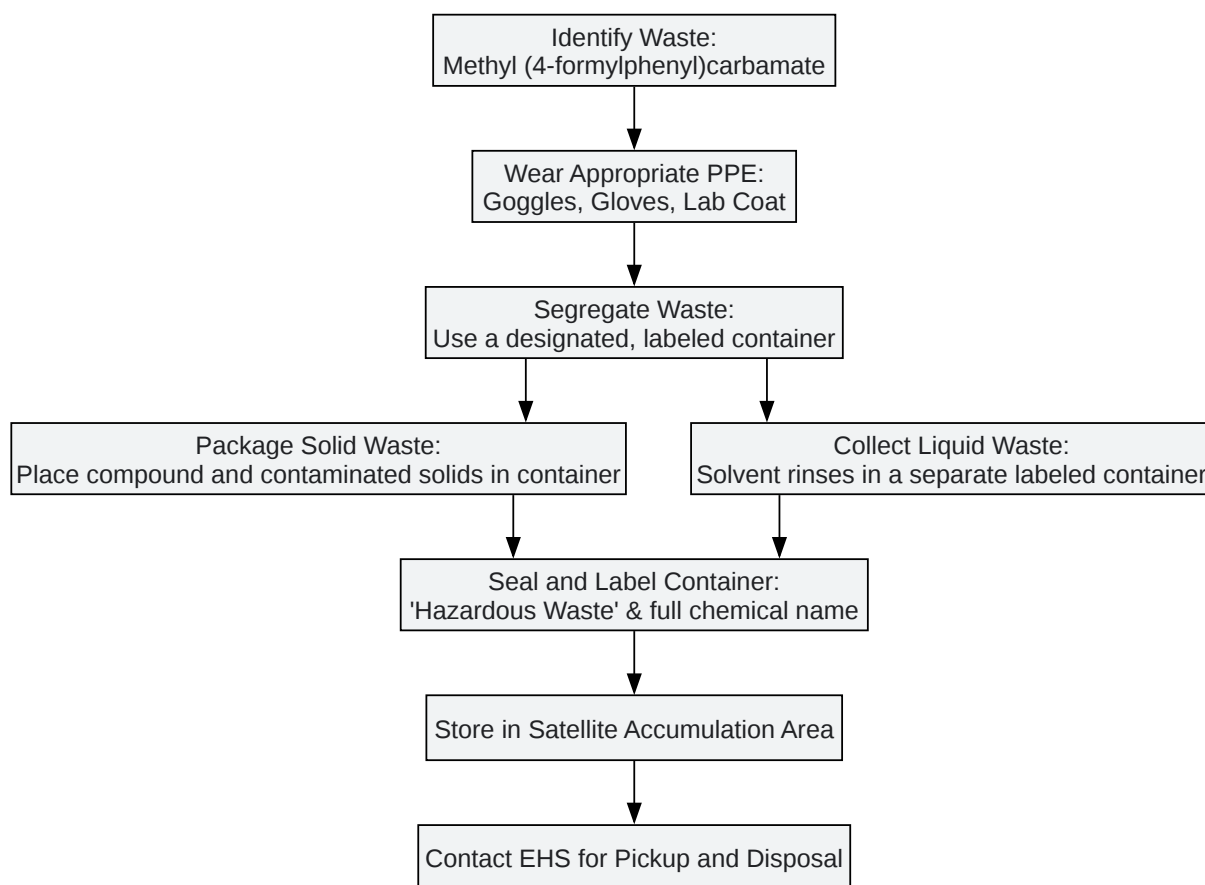 Identify Waste:
Methyl (4-formylphenyl)carbamate
Wear Appropriate PPE:
Goggles, Gloves, Lab Coat
Segregate Waste:
Use a designated, labeled container
Package Solid Waste:
Place compound and contaminated solids in container
Collect Liquid Waste:
Solvent rinses in a separate labeled container
Seal and Label Container:
'Hazardous Waste' & full chemical name
Store in Satellite Accumulation Area
Contact EHS for Pickup and Disposal